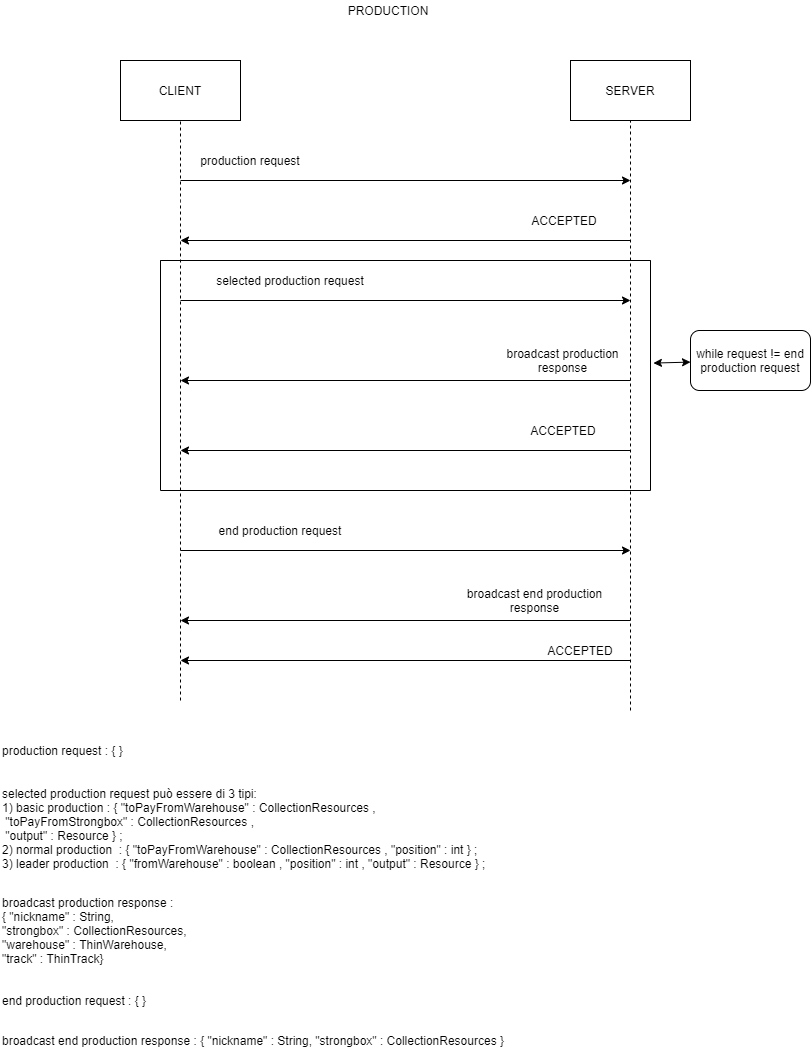 PRODUCTION
CLIENT
SERVER
production request
ACCEPTED
selected production request
broadcast production
response
while request != end
production request
ACCEPTED
end production request
broadcast end production
response
ACCEPTED
production request : { }
selected production request può essere di 3 tipi:
1) basic production : { "toPayFromWarehouse" : CollectionResources ,
"toPayFromStrongbox" : CollectionResources ,
"output" : Resource } ;
2) normal production  : { "toPayFromWarehouse" : CollectionResources , "position" : int } ;
3) leader production  : { "fromWarehouse" : boolean , "position" : int , "output" : Resource } ;
broadcast production response :
{ "nickname" : String,
"strongbox" : CollectionResources,
"warehouse" : ThinWarehouse,
"track" : ThinTrack}
end production request : { }
broadcast end production response : { "nickname" : String, "strongbox" : CollectionResources }